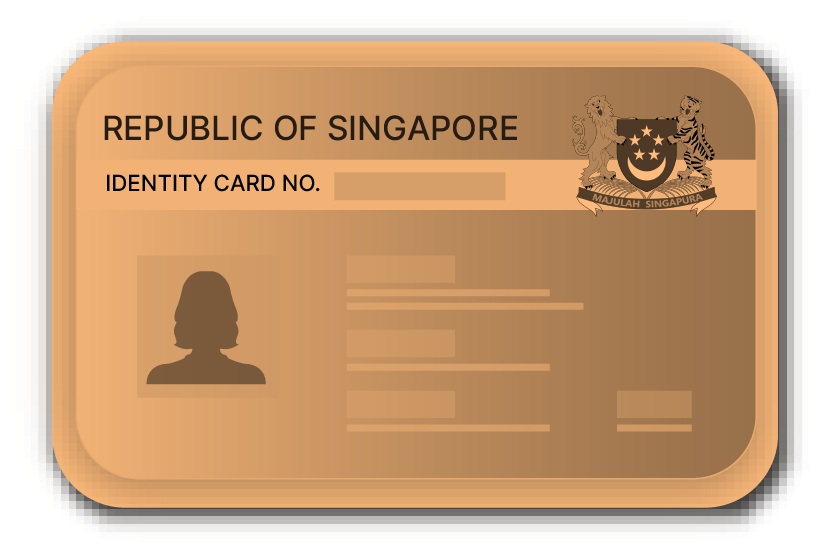 REPUBLIC OF SINGAPORE
IDENTITY CARD NO.
MAJULAH SINGAPURA